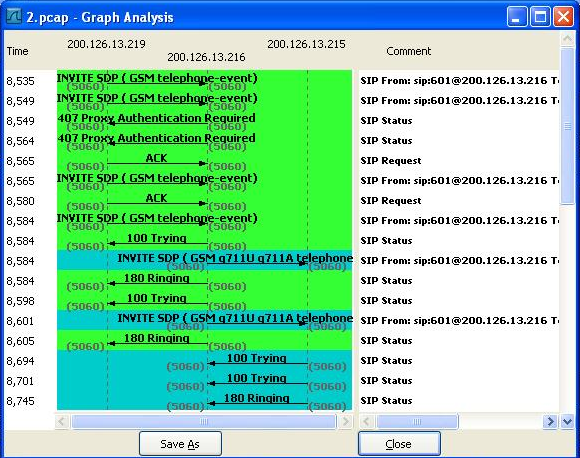 2.pcap - Graph Analysis
Time 200.126.13.219 200.126.13.216 200.126.13.215 Comment
8,535 INVITE SDP ( GSM telephone-event) SIP From: sip:601@200.126.13.216 T
(5060) (5060)
8,549 INVITE SDP ( GSM telephone-event) SIP From: sip:601@200.126.13.216 T
(5060) (5060)
8,549 407 Proxy Authentication Required SIP Status
(5060) (5060)
8,564 407 Proxy Authentication Required SIP Status
(5060) (5060)
8,565 ACK SIP Request
(5060) (5060)
8,565 INVITE SDP ( GSM telephone-event) SIP From: sip:601@200.126.13.216 T
(5060) (5060)
8,580 ACK SIP Request
(5060) (5060)
8,584 INVITE SDP ( GSM telephone-event) SIP From: sip:601@200.126.13.216 T
(5060) (5060)
8,584 100 Trying SIP Status
(5060) (5060)
8,584 INVITE SDP ( GSM g711U g711A telephone SIP From: sip:601@200.126.13.216 T
(5060) (5060)
8,584 180 Ringing SIP Status
(5060) (5060)
8,598 100 Trying SIP Status
(5060) (5060)
8,601 INVITE SDP ( GSM g711U g711A telephone SIP From: sip:601@200.126.13.216 T
(5060) (5060)
8,605 180 Ringing SIP Status
(5060) (5060)
8,694 100 Trying SIP Status
(5060) (5060)
8,701 100 Trying SIP Status
(5060) (5060)
8,745 180 Ringing SIP Status
(5060) (5060)
Save As Close